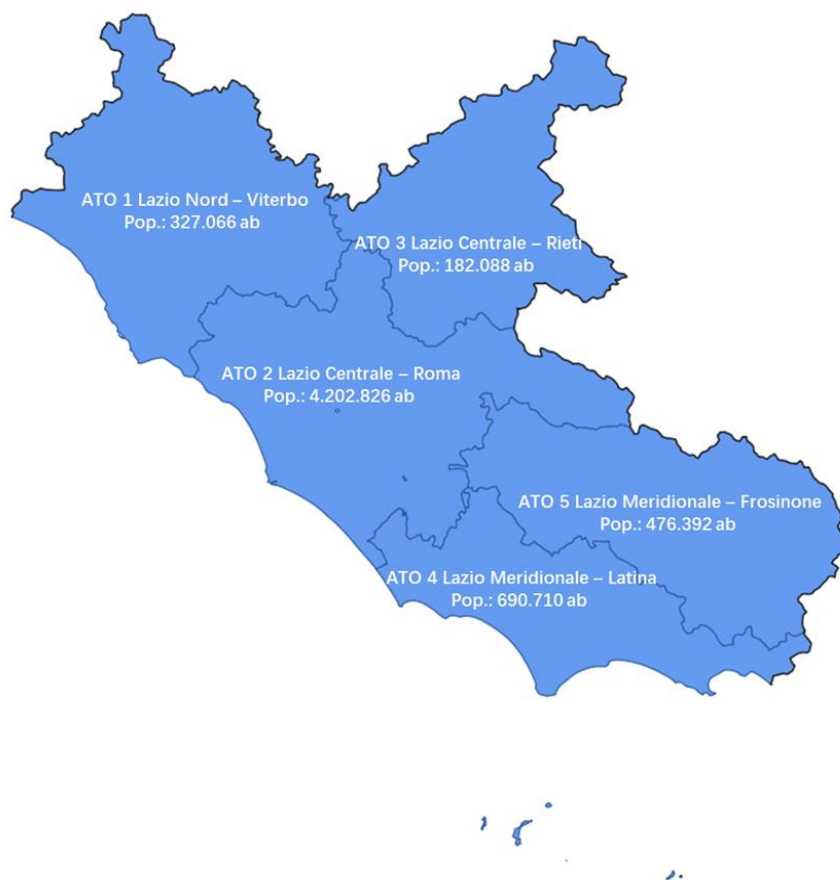 ATO 1 Lazio Nord – Viterbo
Pop.: 327.066 ab
ATO 3 Lazio Centrale – Rieti
Pop.: 182.088 ab
ATO 2 Lazio Centrale – Roma
Pop.: 4.202.826 ab
ATO 5 Lazio Meridionale – Frosinone
Pop.: 476.392 ab
ATO 4 Lazio Meridionale – Latina
Pop.: 690.710 ab